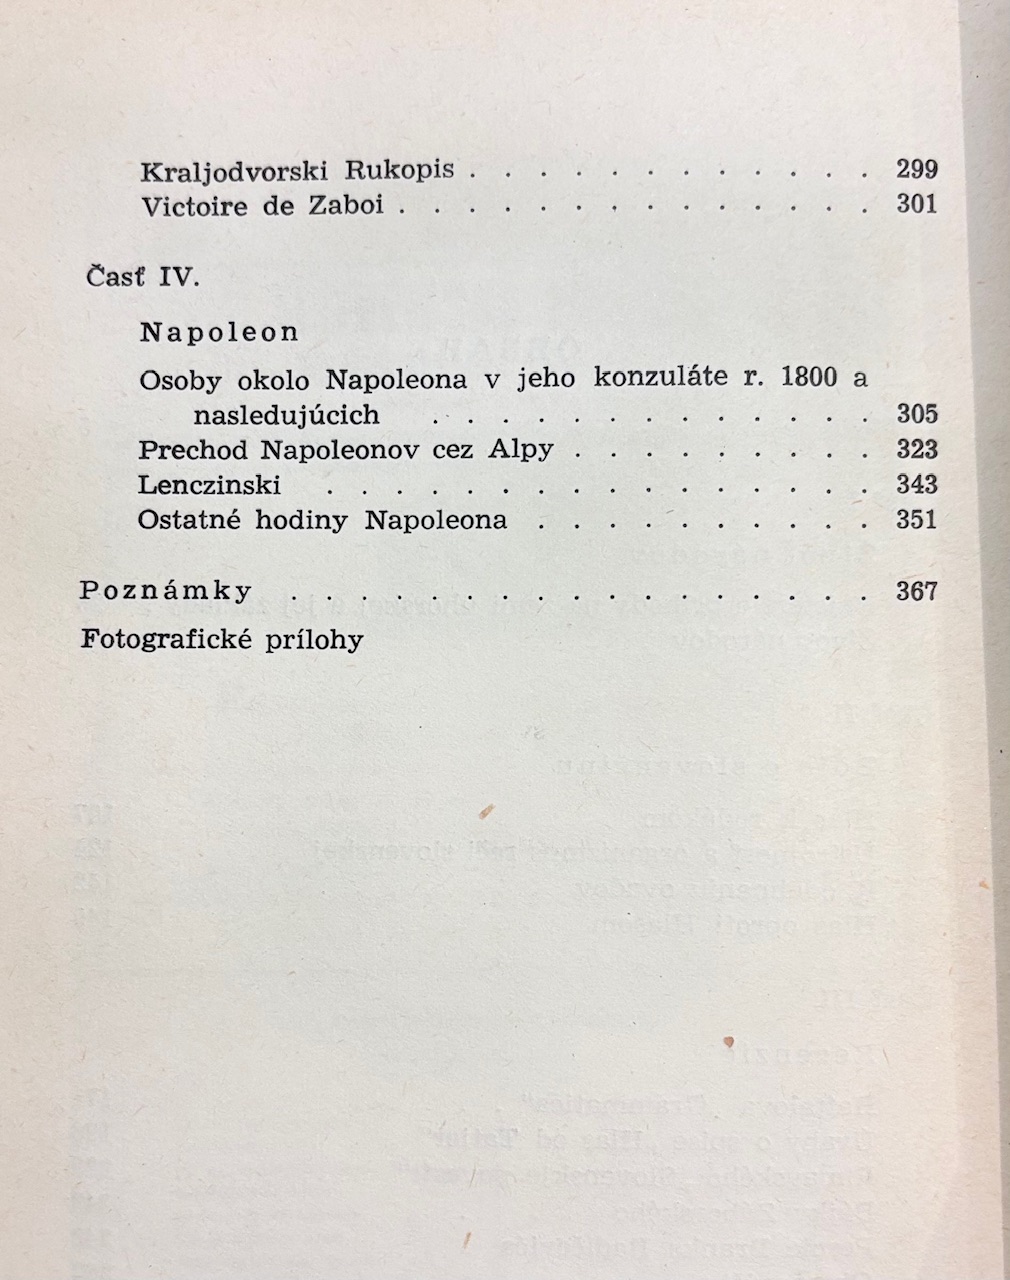 Kraljodvorski Rukopis . . . . . . . . . . . . 299
Victoire de Zaboi . . . . . . . . . . . . . . 301
Časť IV.
Napoleon
Osoby okolo Napoleona v jeho konzuláte r. 1800 a
nasledujúcich . . . . . . . . . . . . . 305
Prechod Napoleonov cez Alpy . . . . . . . . . 323
Lenczinski . . . . . . . . . . . . . . . . 343
Ostatné hodiny Napoleona . . . . . . . . . . 351
Poznámky . . . . . . . . . . . . . . . . . 367
Fotografické prílohy